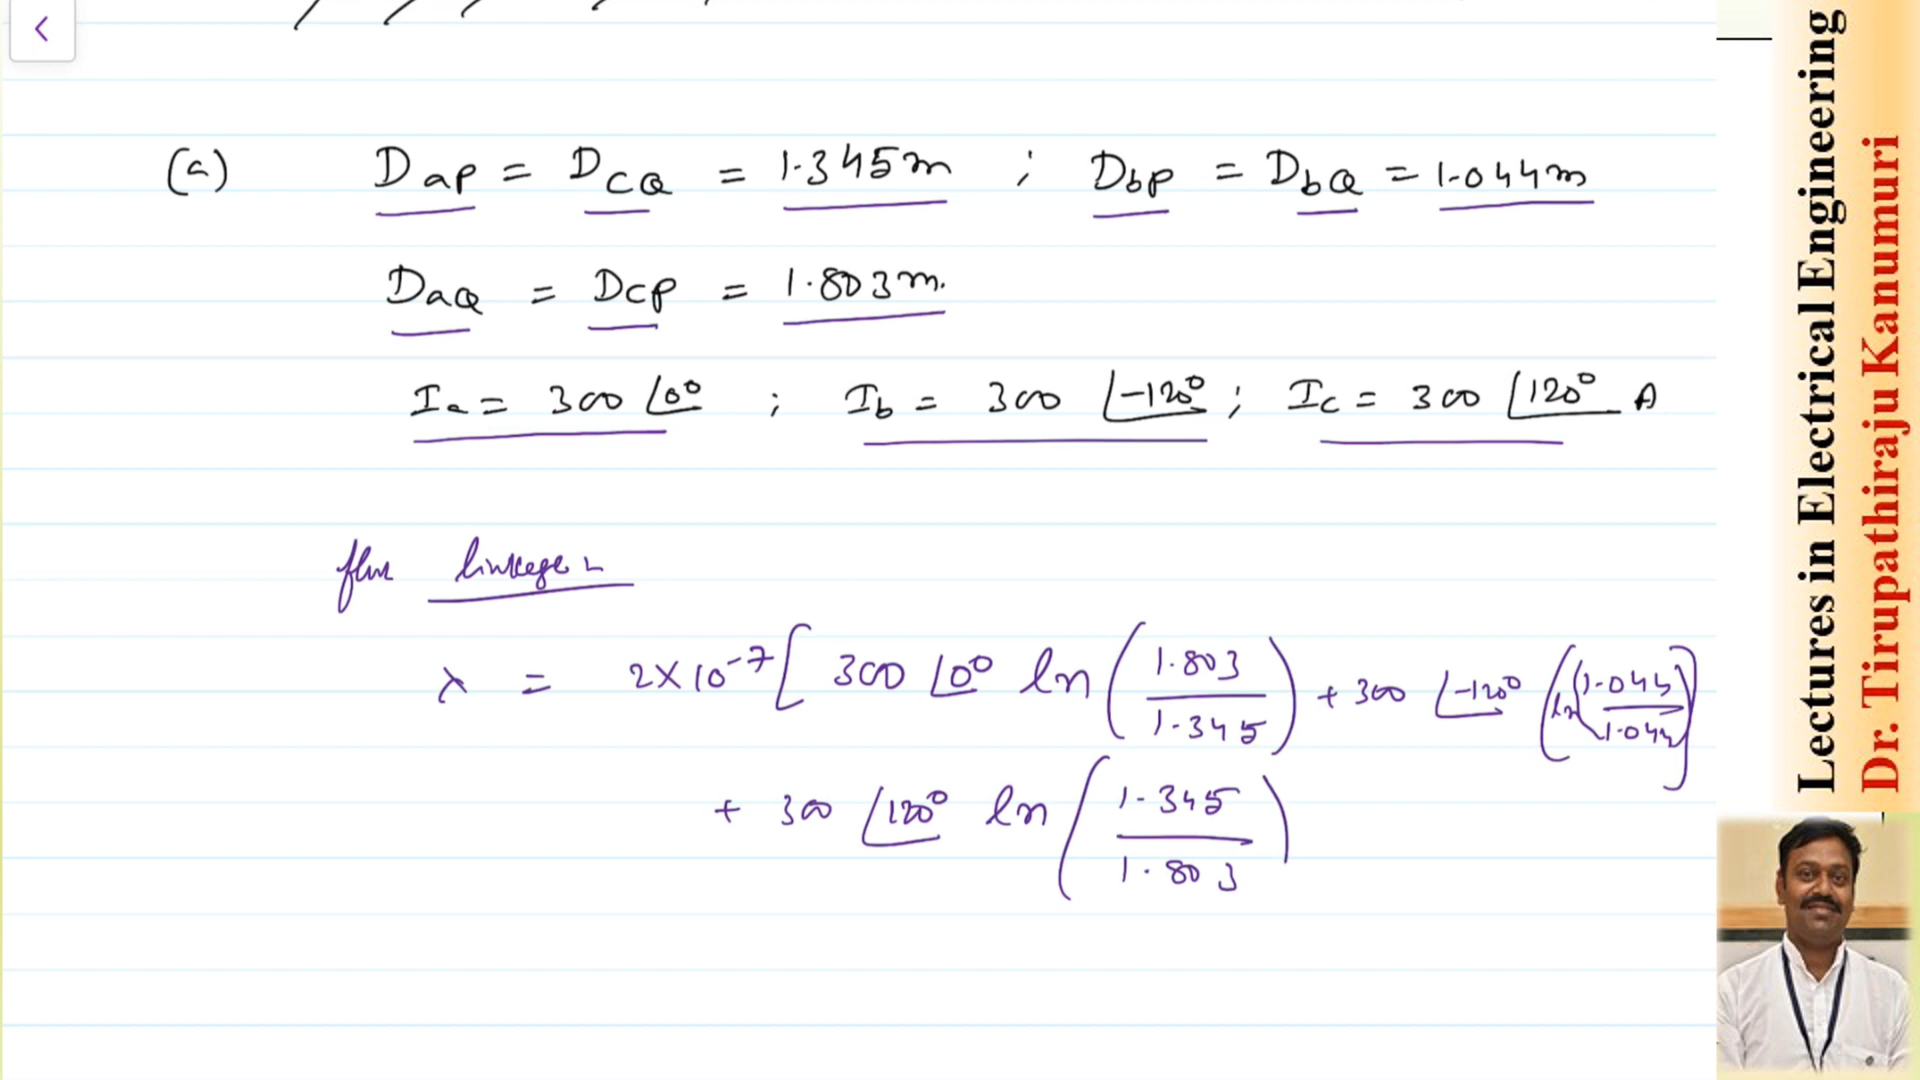 (a) Dap = DcQ = 1.345m ; Dbp = DbQ = 1.044m
DaQ = Dcp = 1.803m.
Ia = 300 ∠0° ; Ib = 300 ∠-120° ; Ic = 300 ∠120° A
λ = 2×10⁻⁷ [ 300 ∠0° ln ( 1.803 / 1.345 ) + 300 ∠-120° ( ln ( 1.044 / 1.044 ) ]
+ 300 ∠120° ln ( 1.345 / 1.803 )
Lectures in Electrical Engineering
Dr. Tirupathiraju Kanumuri